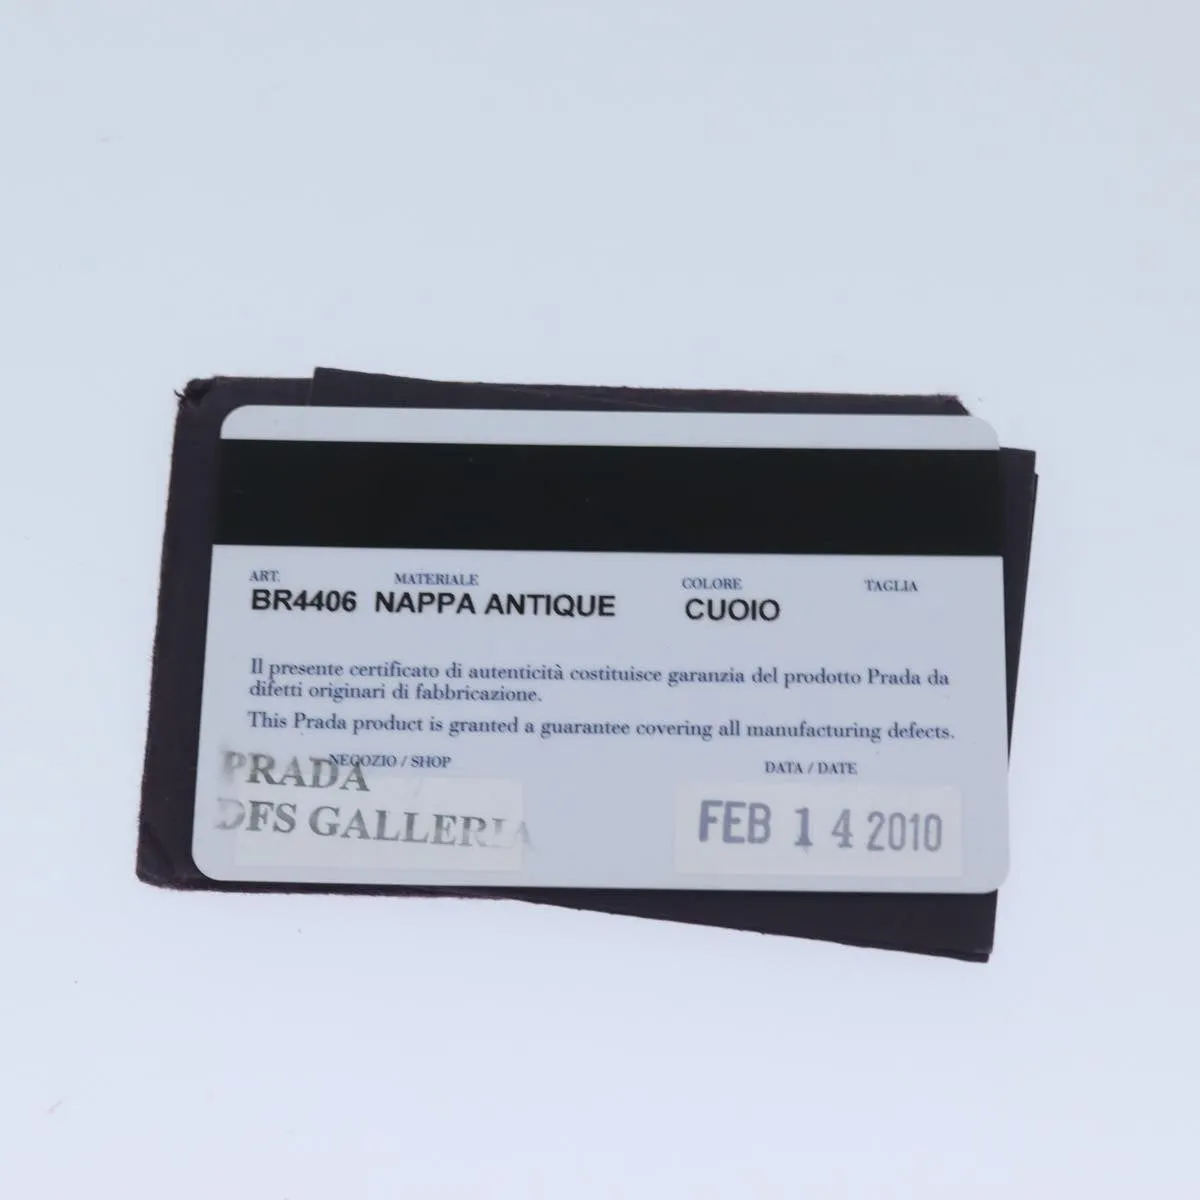 ART. MATERIALE COLORE TAGLIA
BR4406 NAPPA ANTIQUE CUOIO
Il presente certificato di autenticità costituisce garanzia del prodotto Prada da
difetti originari di fabbricazione.
This Prada product is granted a guarantee covering all manufacturing defects.
NEGOZIO / SHOP DATA / DATE
PRADA
DFS GALLERIA FEB 14 2010